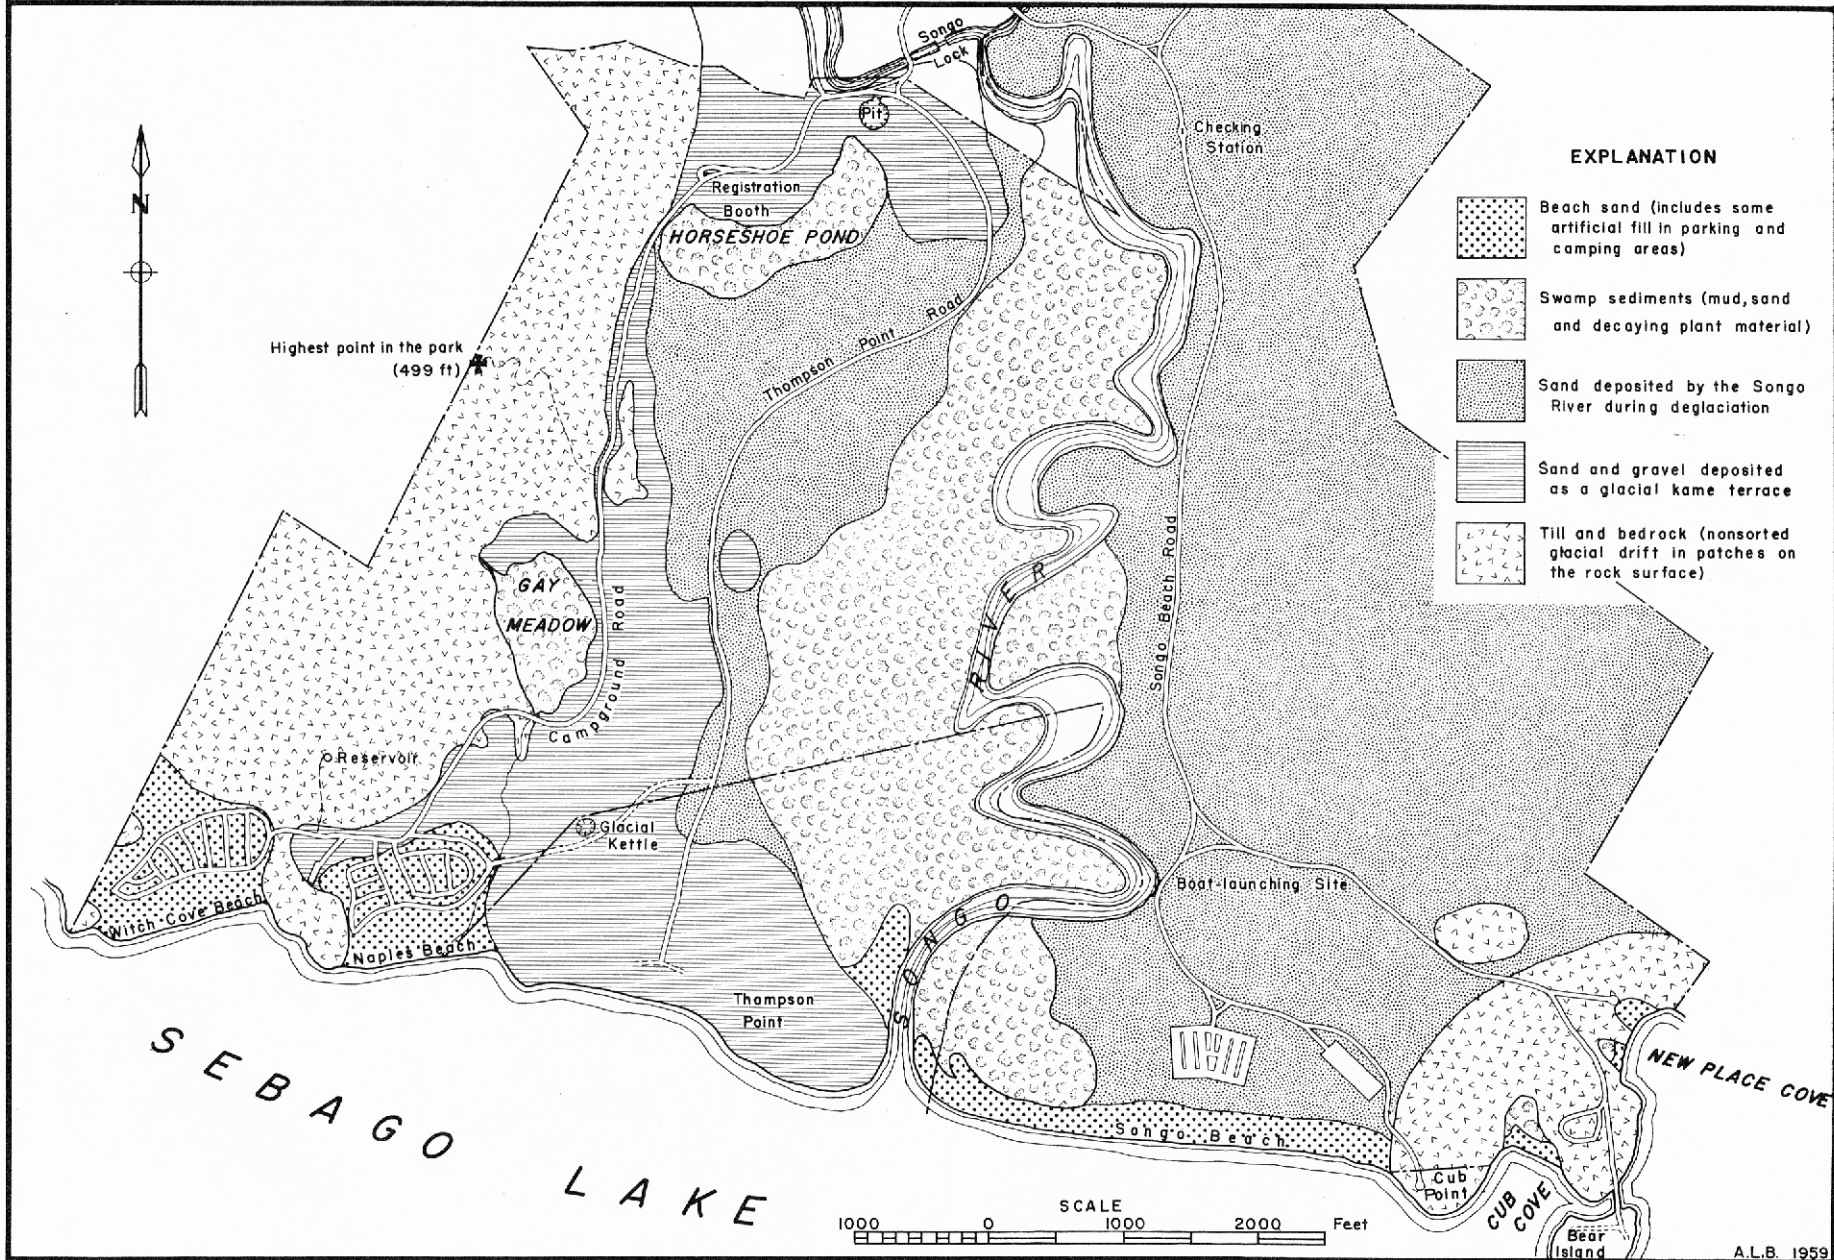 Songo
Lock
Pit
Checking
Station
EXPLANATION
Registration
Booth
HORSESHOE POND
N
Beach sand (includes some
artificial fill in parking and
camping areas)
Swamp sediments (mud, sand
and decaying plant material)
Thompson Point Road
Highest point in the park
(499 ft)
Sand deposited by the Songo
River during deglaciation
Sand and gravel deposited
as a glacial kame terrace
Till and bedrock (nonsorted
glacial drift in patches on
the rock surface)
GAY
MEADOW
Campground Road
Songo Beach Road
SONGO RIVER
Reservoir
Glacial
Kettle
Boat-launching Site
Witch Cove Beach
Naples Beach
Thompson
Point
NEW PLACE COVE
SEBAGO LAKE
Songo Beach
Cub
Point
CUB
COVE
SCALE
1000 0 1000 2000 Feet
Bear
Island
A.L.B. 1959